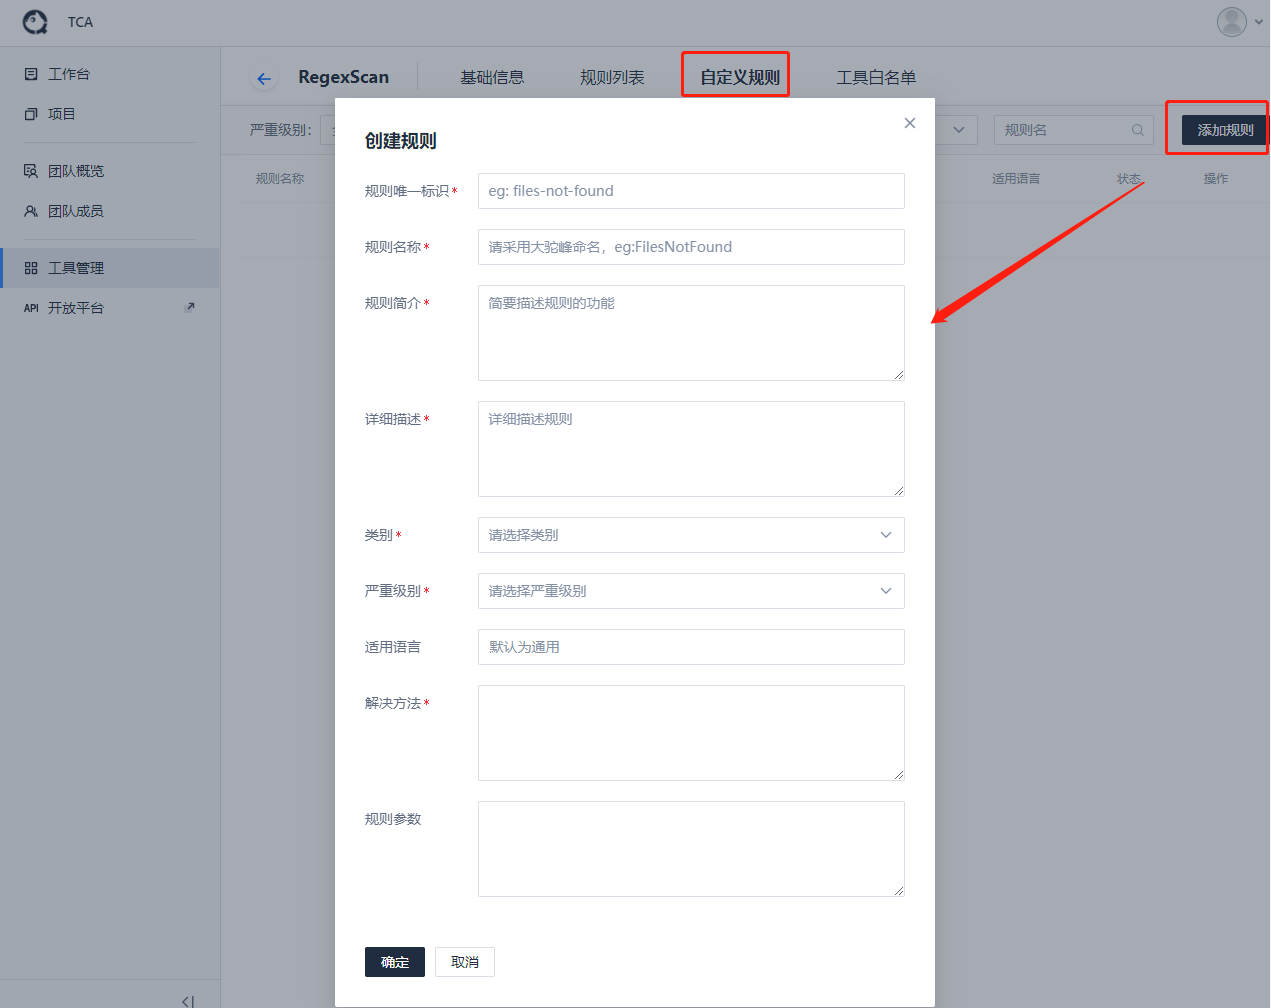 TCA
工作台
项目
团队概览
团队成员
工具管理
API 开放平台
RegexScan 基础信息 规则列表 自定义规则 工具白名单
严重级别: 规则名 添加规则
规则名称 适用语言 状态 操作
创建规则
规则唯一标识* eg: files-not-found
规则名称* 请采用大驼峰命名，eg:FilesNotFound
规则简介* 简要描述规则的功能
详细描述* 详细描述规则
类别* 请选择类别
严重级别* 请选择严重级别
适用语言 默认为通用
解决方法*
规则参数
确定 取消